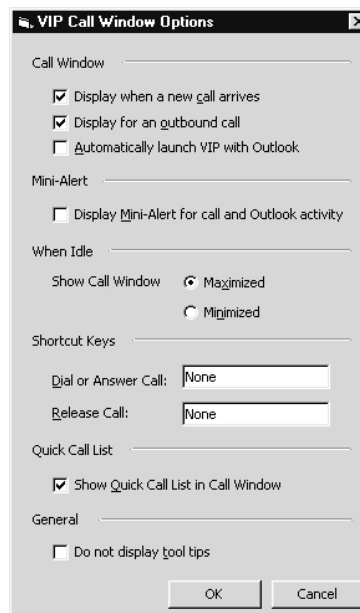 VIP Call Window Options
Call Window
Display when a new call arrives
Display for an outbound call
Automatically launch VIP with Outlook
Mini-Alert
Display Mini-Alert for call and Outlook activity
When Idle
Show Call Window Maximized
Minimized
Shortcut Keys
Dial or Answer Call: None
Release Call: None
Quick Call List
Show Quick Call List in Call Window
General
Do not display tool tips
OK Cancel